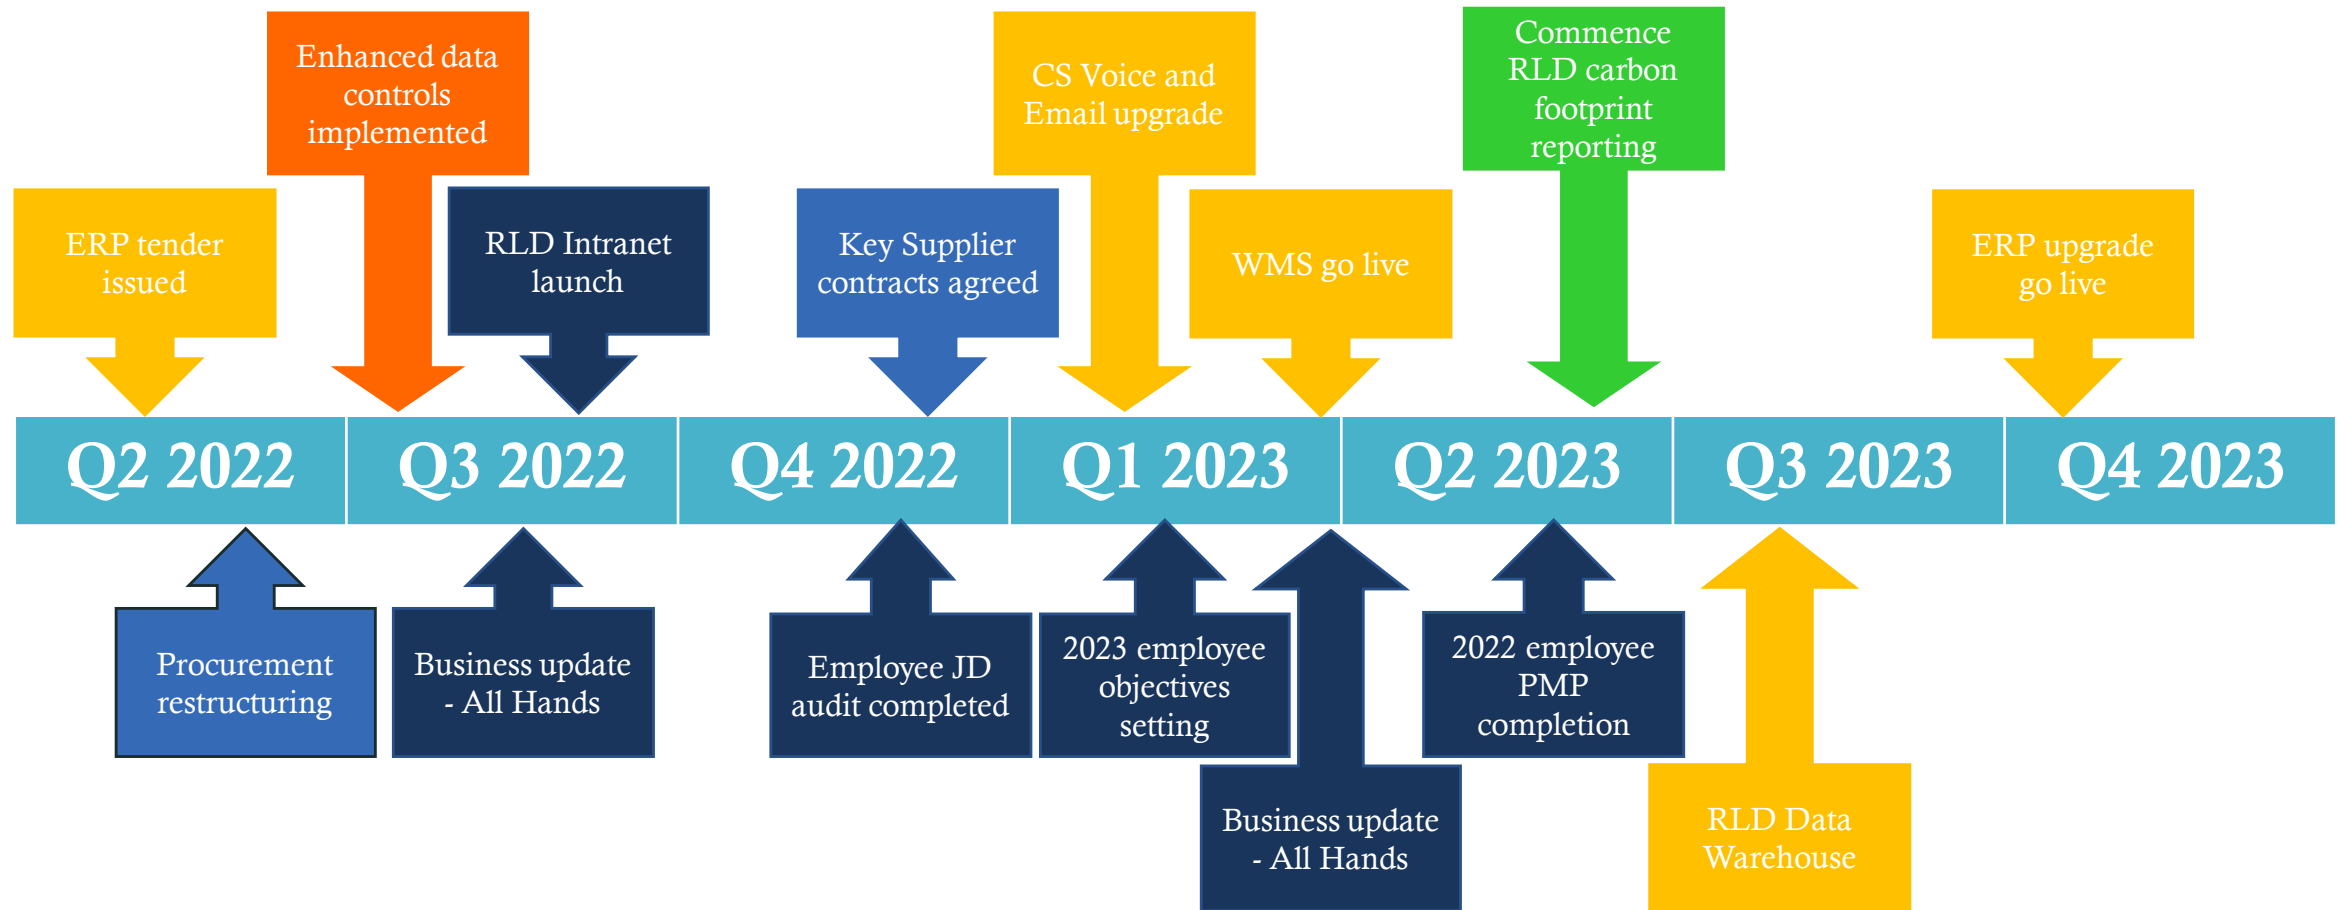 Enhanced data
controls
implemented
CS Voice and
Email upgrade
Commence
RLD carbon
footprint
reporting
ERP tender
issued
RLD Intranet
launch
Key Supplier
contracts agreed
WMS go live
ERP upgrade
go live
Q2 2022
Q3 2022
Q4 2022
Q1 2023
Q2 2023
Q3 2023
Q4 2023
Procurement
restructuring
Business update
- All Hands
Employee JD
audit completed
2023 employee
objectives
setting
2022 employee
PMP
completion
Business update
- All Hands
RLD Data
Warehouse